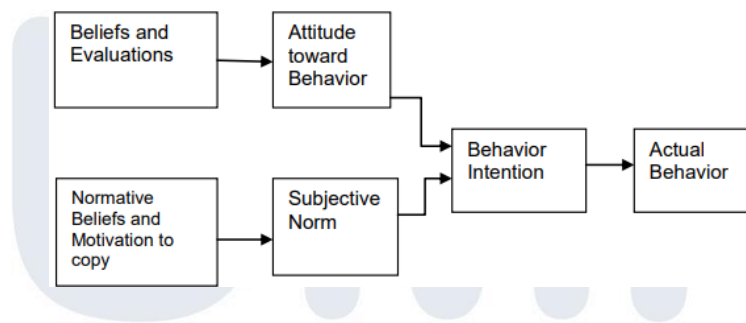 Beliefs and
Evaluations
Attitude
toward
Behavior
Behavior
Intention
Actual
Behavior
Normative
Beliefs and
Motivation to
copy
Subjective
Norm